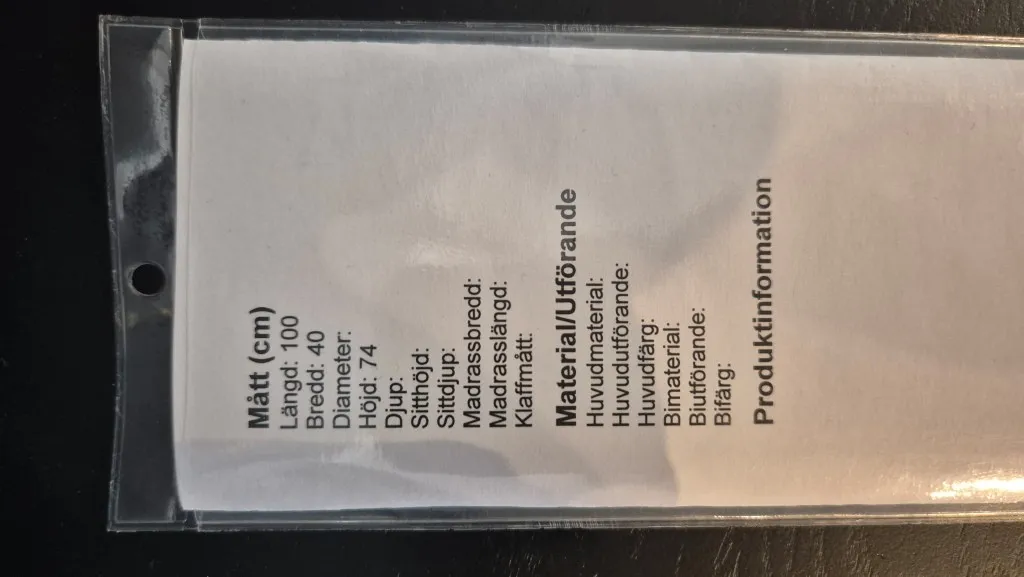 Mått (cm)
Längd: 100
Bredd: 40
Diameter:
Höjd: 74
Djup:
Sitthöjd:
Sittdjup:
Madrassbredd:
Madrasslängd:
Klaffmått:
Material/Utförande
Huvudmaterial:
Huvudutförande:
Huvudfärg:
Bimaterial:
Biutförande:
Bifärg:
Produktinformation